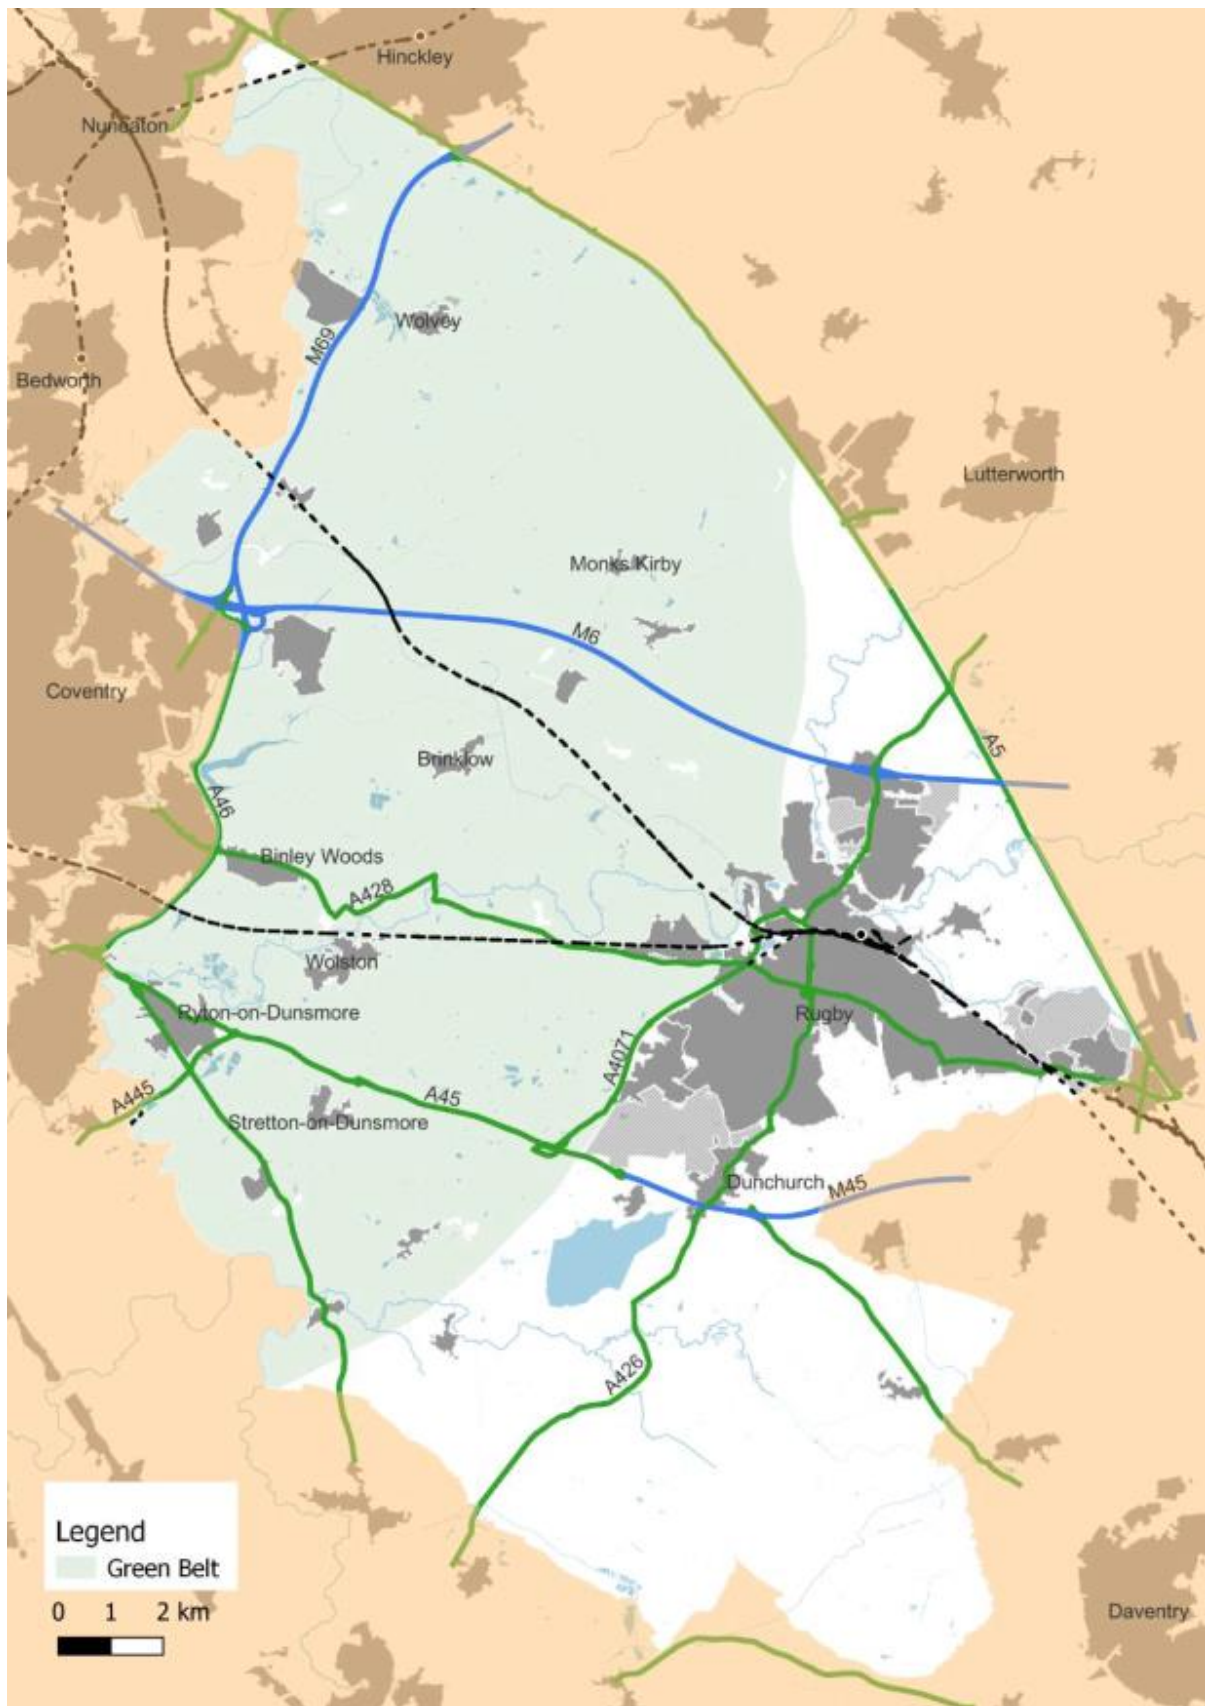 Hinckley
Nuneaton
Wolvey
M69
Bedworth
Lutterworth
Monks Kirby
M6
Coventry
A5
Brinklow
A46
Binley Woods
A428
Wolston
Ryton-on-Dunsmore
Rugby
A4071
A445
A45
Stretton-on-Dunsmore
Dunchurch
M45
A426
Legend
Green Belt
0 1 2 km
Daventry